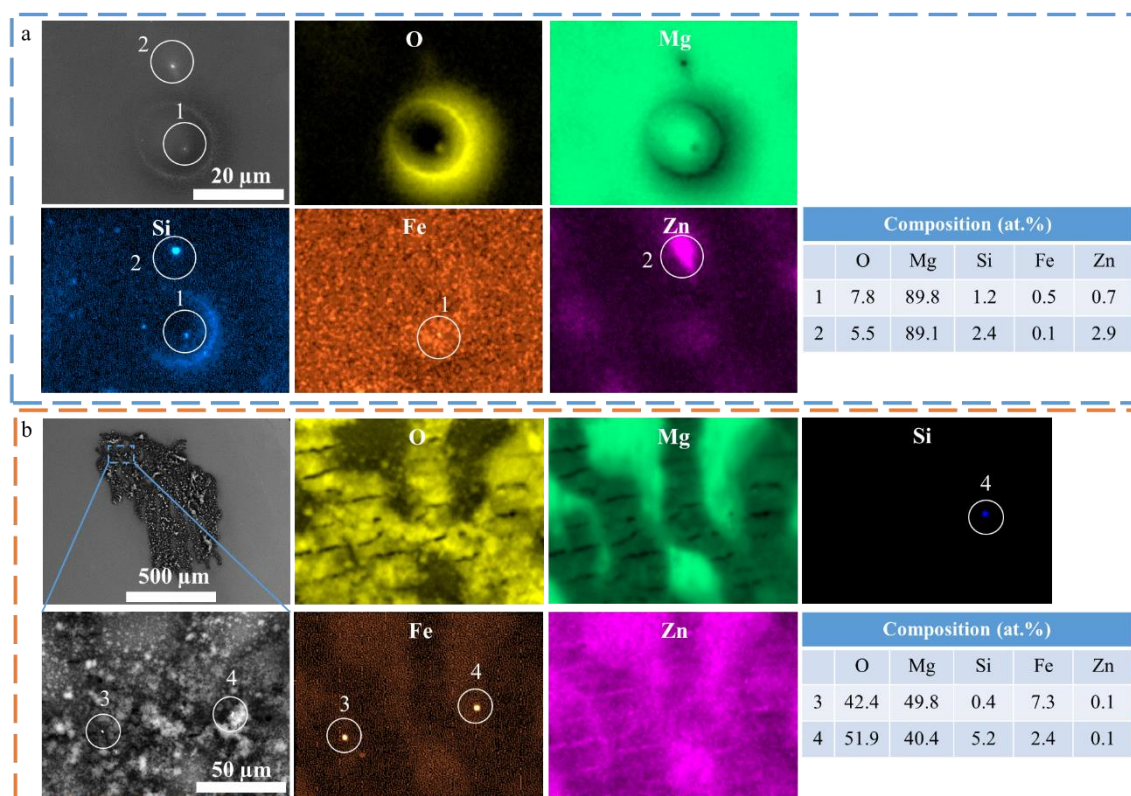 a
2
1
20 µm
O
Mg
Si
2
1
Fe
1
Zn
2
Composition (at.%)
O Mg Si Fe Zn
1 7.8 89.8 1.2 0.5 0.7
2 5.5 89.1 2.4 0.1 2.9
b
500 µm
O
Mg
Si
4
3
4
50 µm
Fe
3
4
Zn
Composition (at.%)
O Mg Si Fe Zn
3 42.4 49.8 0.4 7.3 0.1
4 51.9 40.4 5.2 2.4 0.1